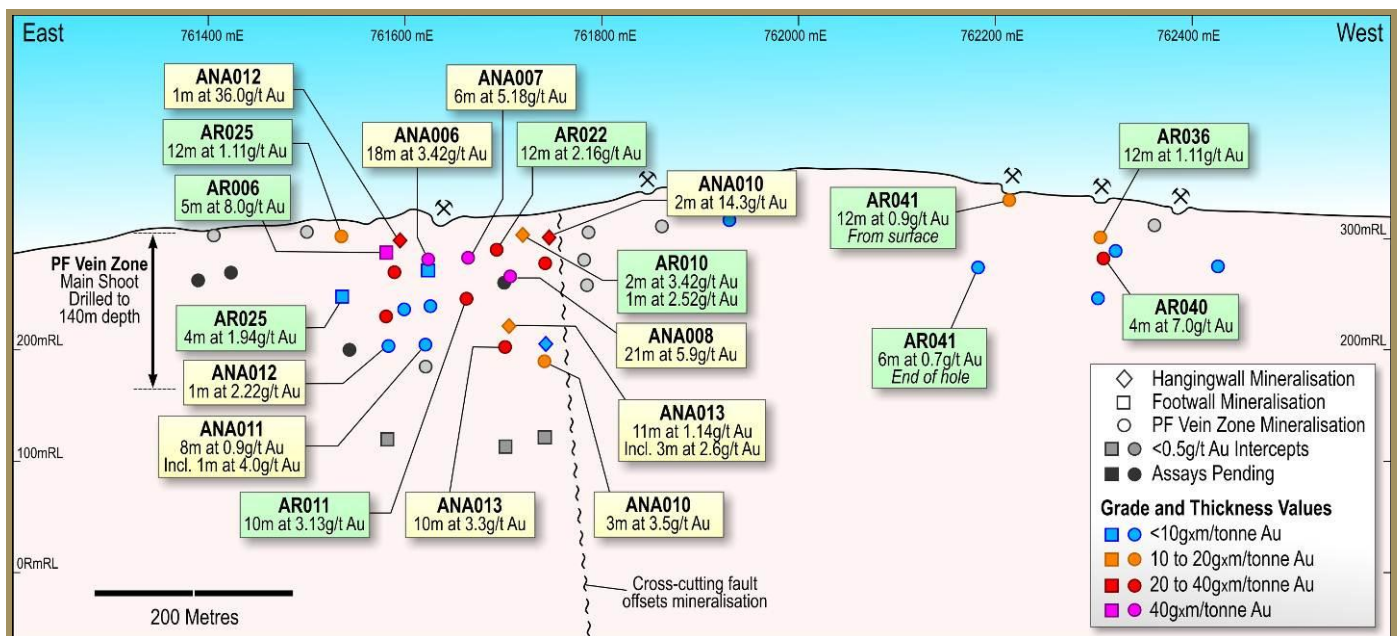 East
761400 mE
761600 mE
761800 mE
762000 mE
762200 mE
762400 mE
West
ANA012
1m at 36.0g/t Au
ANA007
6m at 5.18g/t Au
AR025
12m at 1.11g/t Au
ANA006
18m at 3.42g/t Au
AR022
12m at 2.16g/t Au
AR036
12m at 1.11g/t Au
AR006
5m at 8.0g/t Au
ANA010
2m at 14.3g/t Au
AR041
12m at 0.9g/t Au
From surface
300mRL
300mRL
PF Vein Zone
Main Shoot
Drilled to
140m depth
AR010
2m at 3.42g/t Au
1m at 2.52g/t Au
AR040
4m at 7.0g/t Au
AR025
4m at 1.94g/t Au
ANA008
21m at 5.9g/t Au
AR041
6m at 0.7g/t Au
End of hole
200mRL
200mRL
ANA012
1m at 2.22g/t Au
ANA011
8m at 0.9g/t Au
Incl. 1m at 4.0g/t Au
ANA013
11m at 1.14g/t Au
Incl. 3m at 2.6g/t Au
100mRL
AR011
10m at 3.13g/t Au
ANA013
10m at 3.3g/t Au
ANA010
3m at 3.5g/t Au
0RmRL
Cross-cutting fault
offsets mineralisation
200 Metres
Hangingwall Mineralisation
Footwall Mineralisation
PF Vein Zone Mineralisation
<0.5g/t Au Intercepts
Assays Pending
Grade and Thickness Values
<10gxm/tonne Au
10 to 20gxm/tonne Au
20 to 40gxm/tonne Au
40gxm/tonne Au